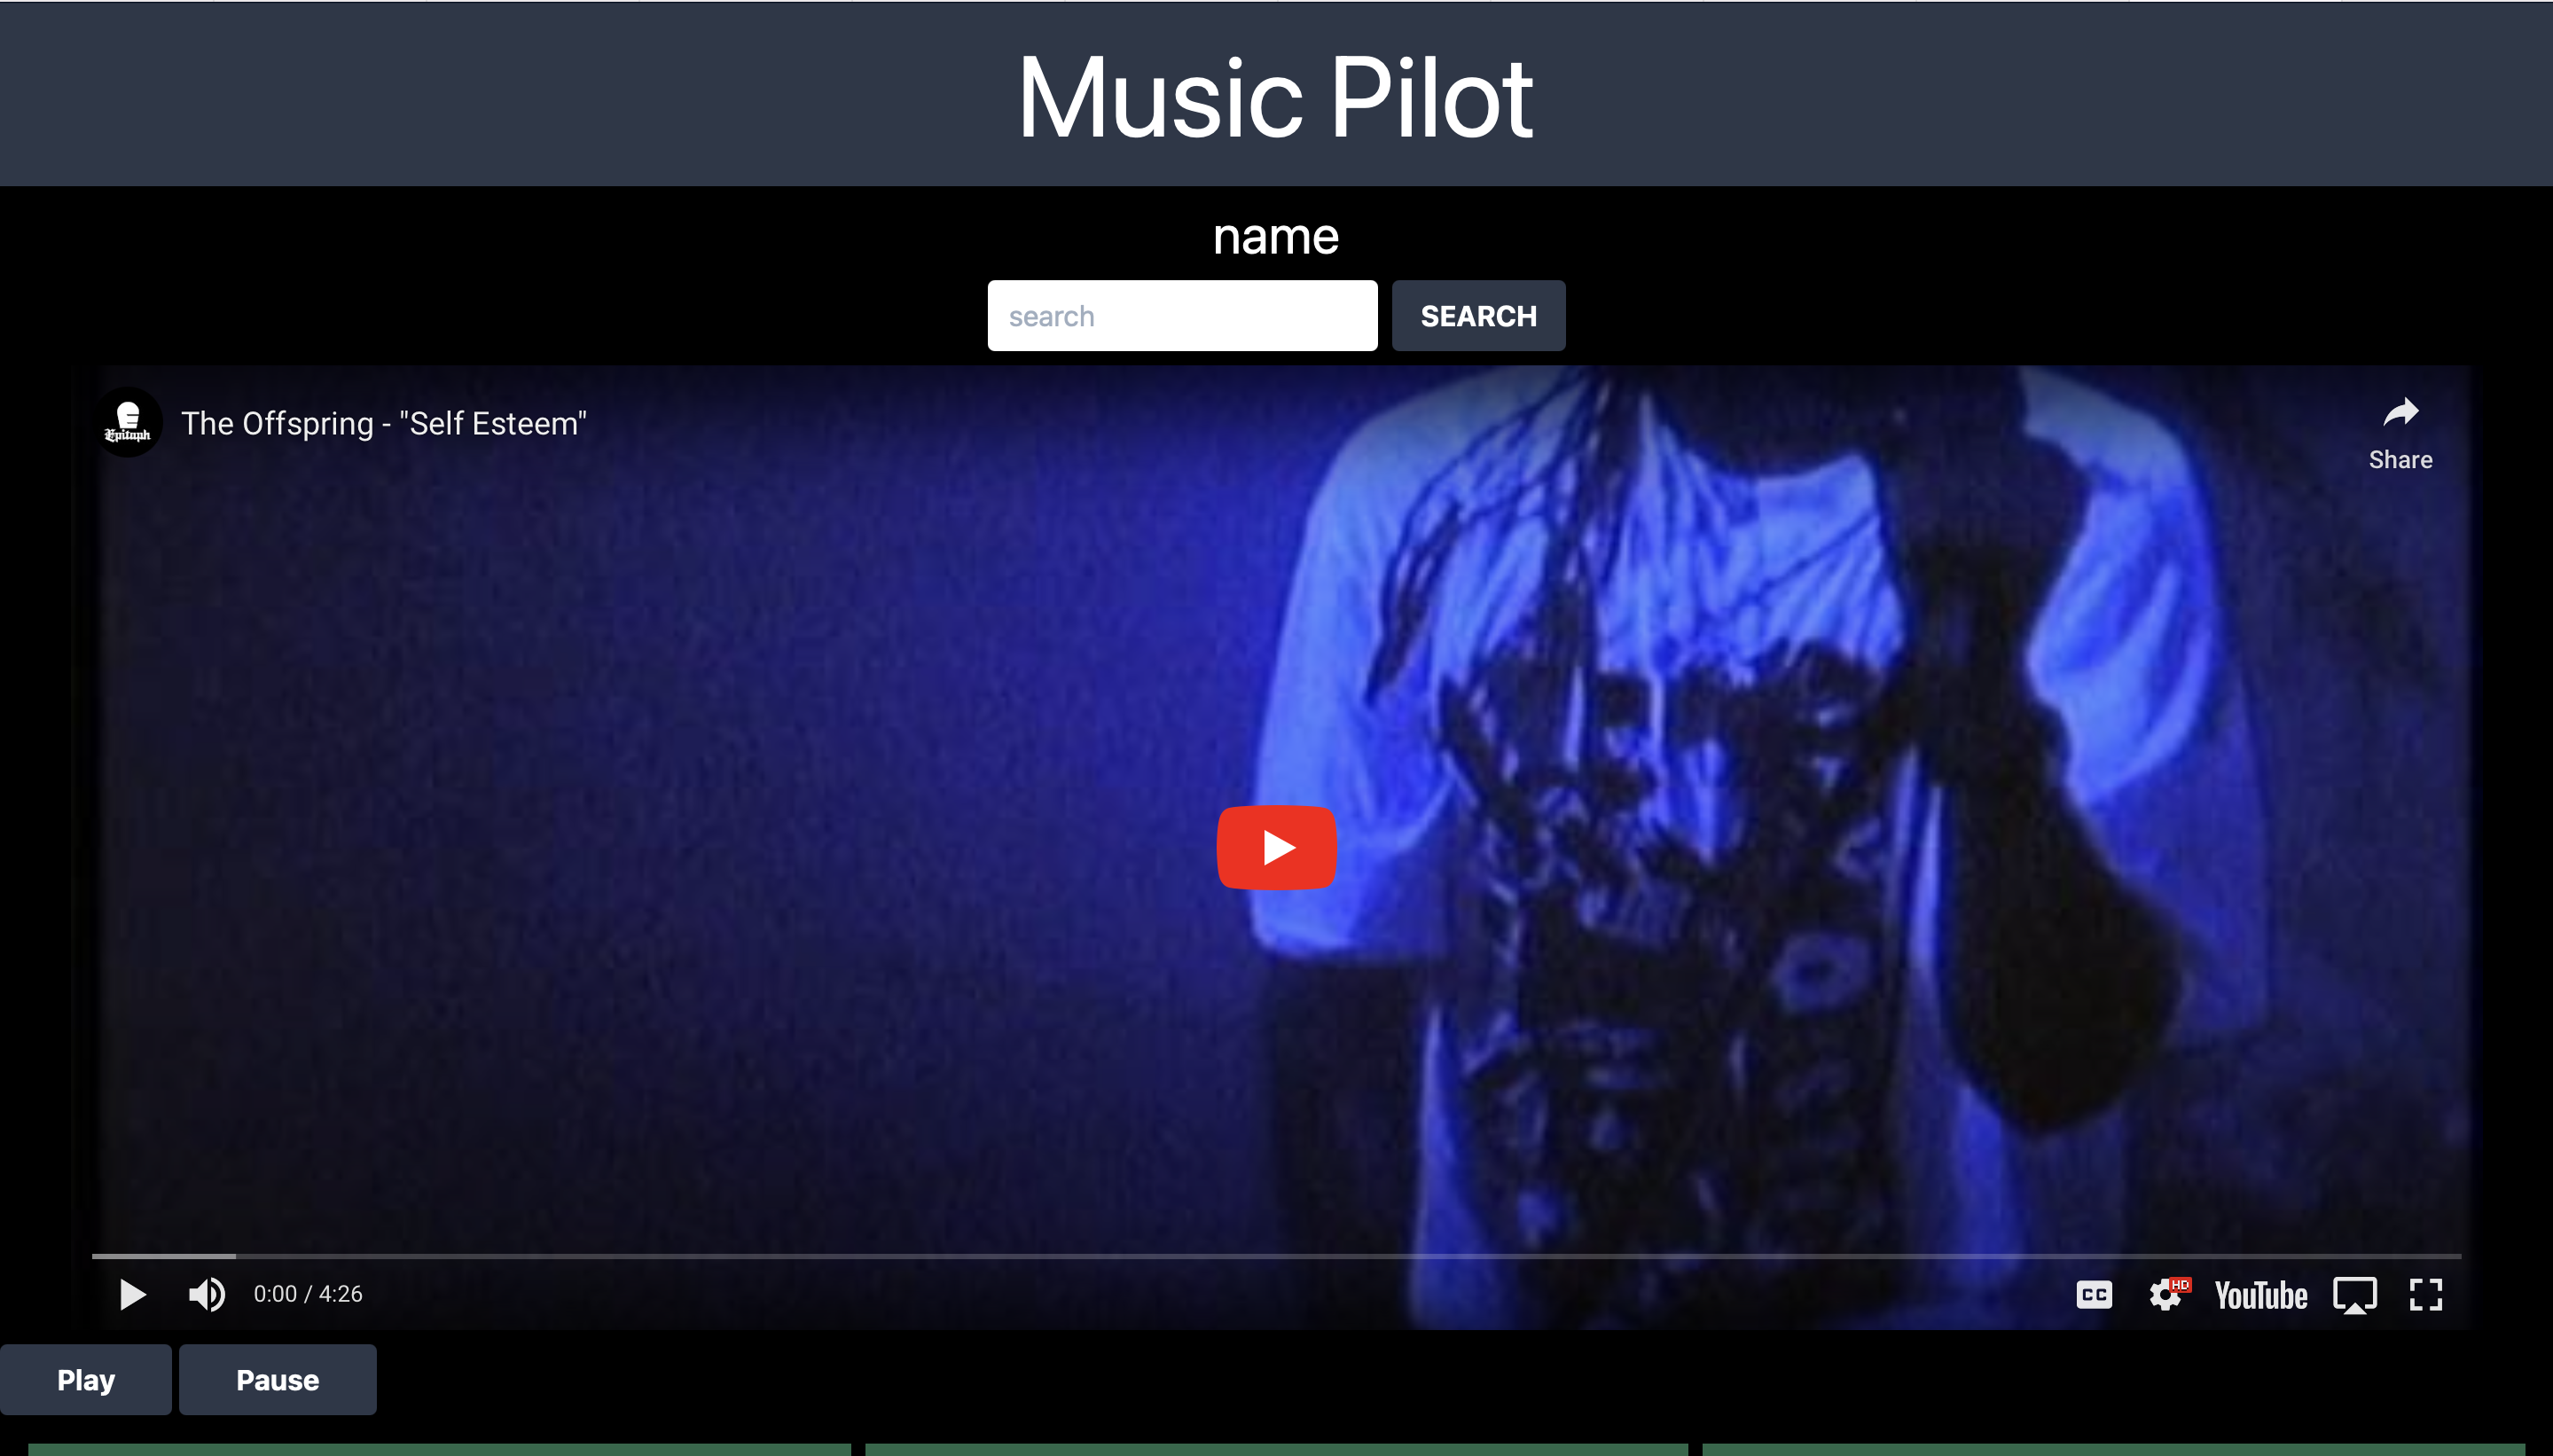 Music Pilot
name
search
SEARCH
Epitaph
The Offspring - "Self Esteem"
Share
0:00 / 4:26
CC
HD
YouTube
Play
Pause